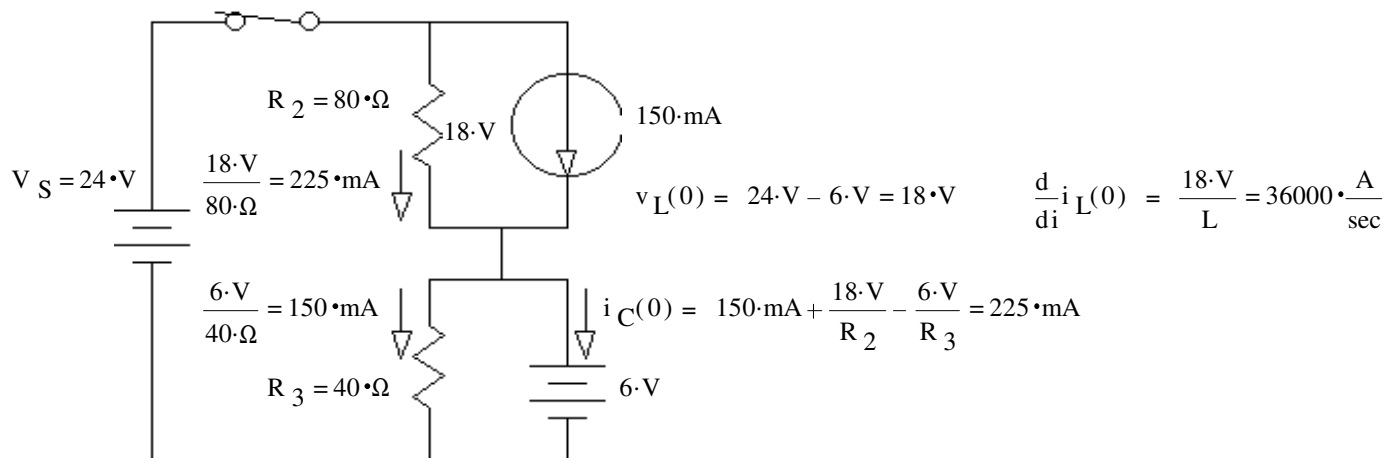 R 2 = 80•Ω
18·V
150·mA
V S = 24•V
18·V / 80·Ω = 225•mA
v L(0) = 24·V – 6·V = 18•V
d/di i L(0) = 18·V / L = 36000•A/sec
6·V / 40·Ω = 150•mA
i C(0) = 150·mA + 18·V / R 2 – 6·V / R 3 = 225•mA
R 3 = 40•Ω
6·V